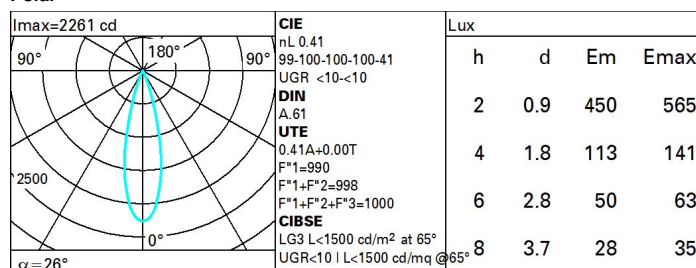 Imax=2261 cd
90°
180°
90°
2500
0°
α=26°
CIE
nL 0.41
99-100-100-100-41
UGR <10-<10
DIN
A.61
UTE
0.41A+0.00T
F"1=990
F"1+F"2=998
F"1+F"2+F"3=1000
CIBSE
LG3 L<1500 cd/m² at 65°
UGR<10 | L<1500 cd/mq @65°
Lux
h d Em Emax
2 0.9 450 565
4 1.8 113 141
6 2.8 50 63
8 3.7 28 35